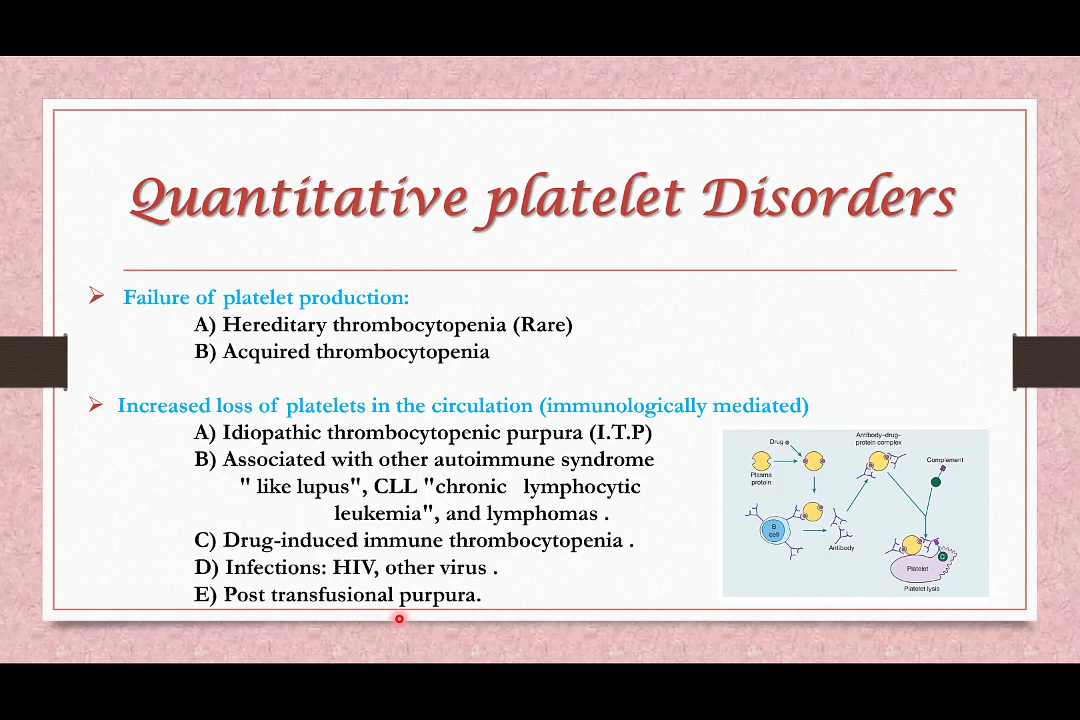 Quantitative platelet Disorders
Failure of platelet production:
A) Hereditary thrombocytopenia (Rare)
B) Acquired thrombocytopenia
Increased loss of platelets in the circulation (immunologically mediated)
A) Idiopathic thrombocytopenic purpura (I.T.P)
B) Associated with other autoimmune syndrome
" like lupus", CLL "chronic lymphocytic
leukemia", and lymphomas .
C) Drug-induced immune thrombocytopenia .
D) Infections: HIV, other virus .
E) Post transfusional purpura.
Drug
Plasma
protein
Antibody–drug–
protein complex
Complement
B
cell
Antibody
C
Platelet
Platelet lysis